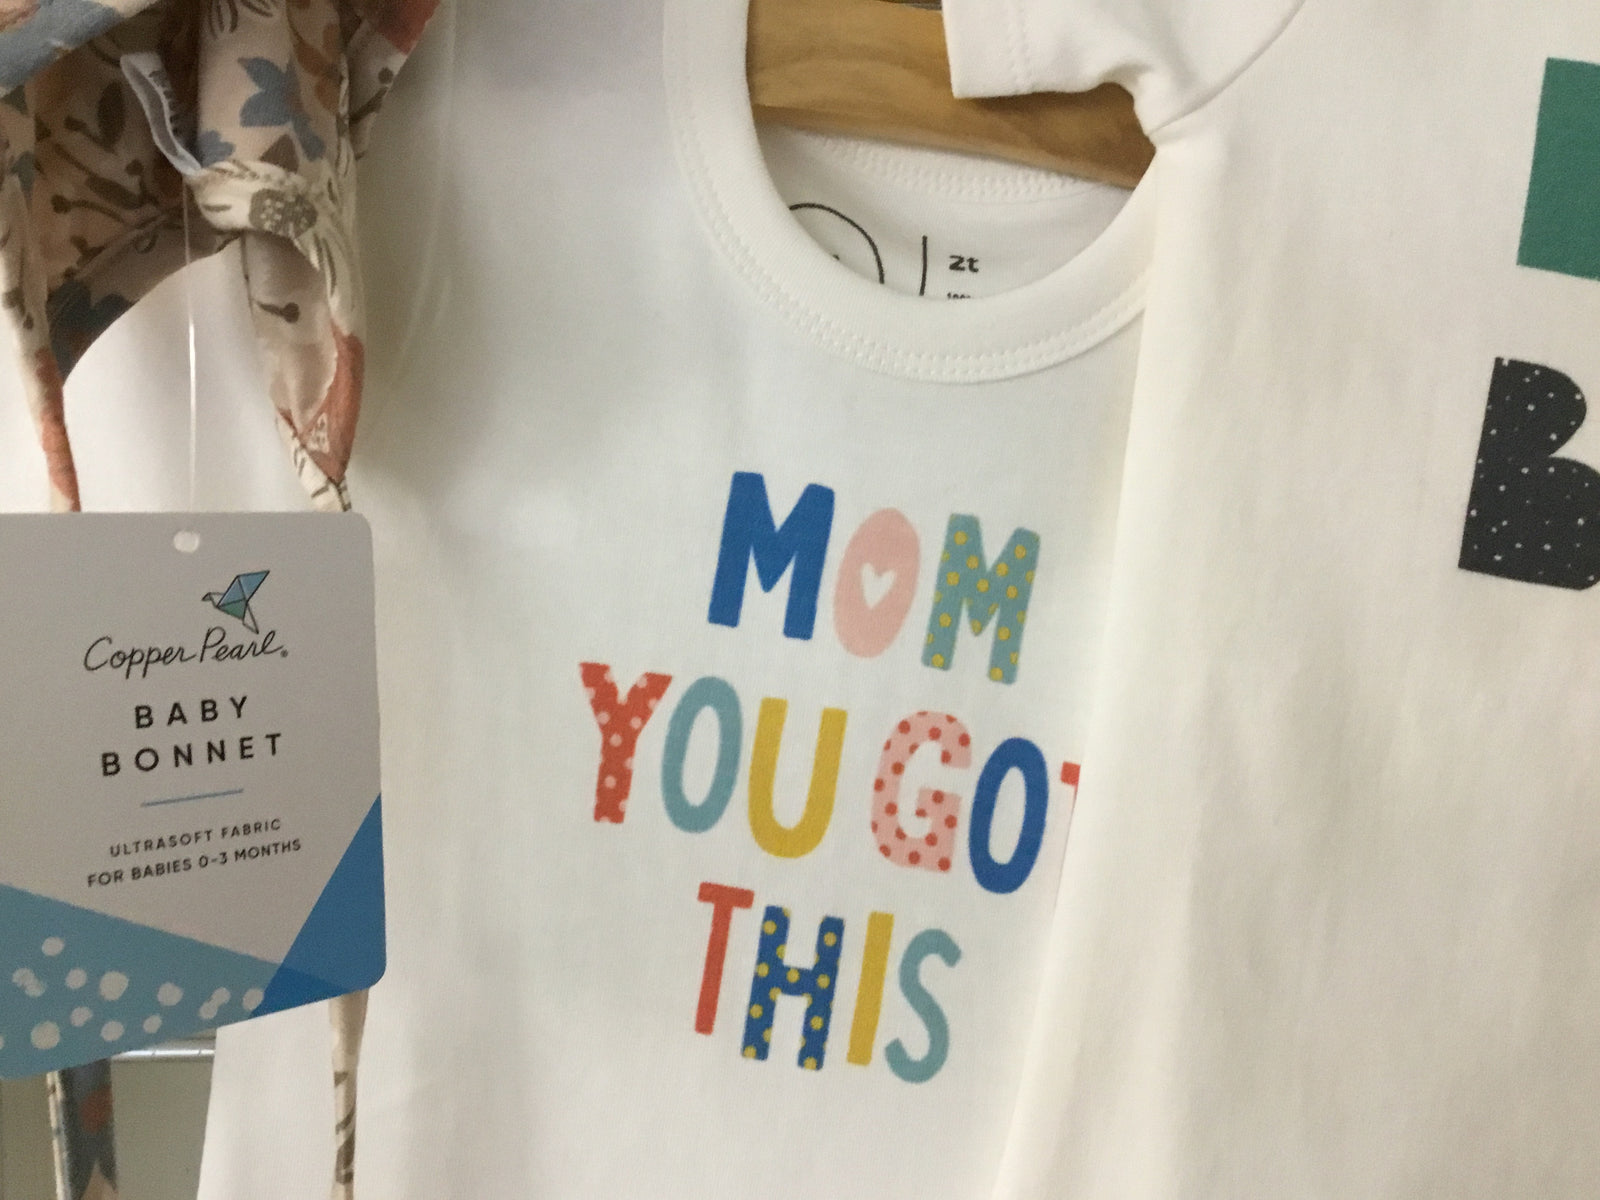 2t
MOM
YOU GOT
THIS
Copper Pearl
BABY
BONNET
ULTRASOFT FABRIC
FOR BABIES 0-3 MONTHS
B